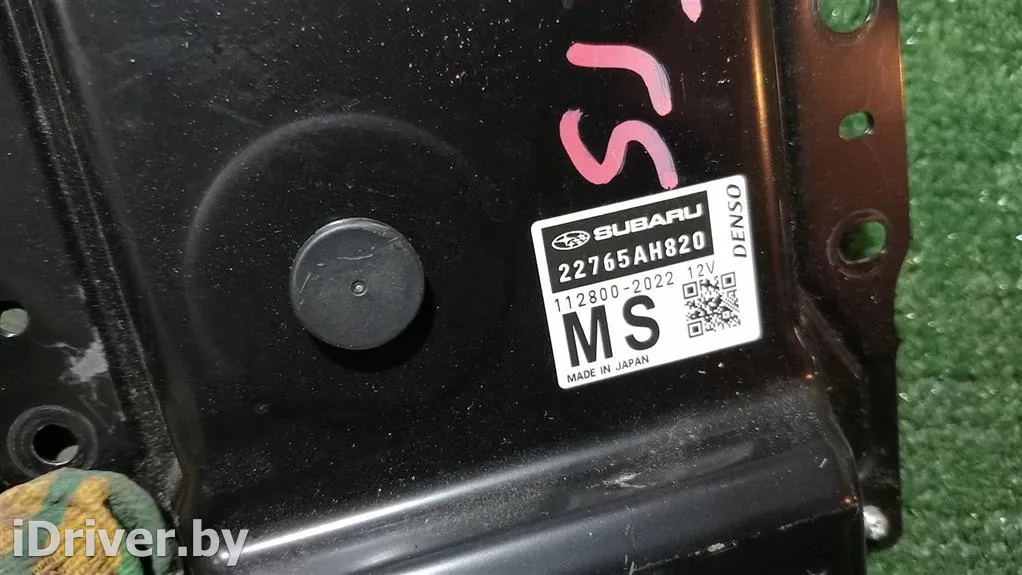 SUBARU
22765AH820
DENSO
112800-2022 12V
MS
MADE IN JAPAN
iDriver.by